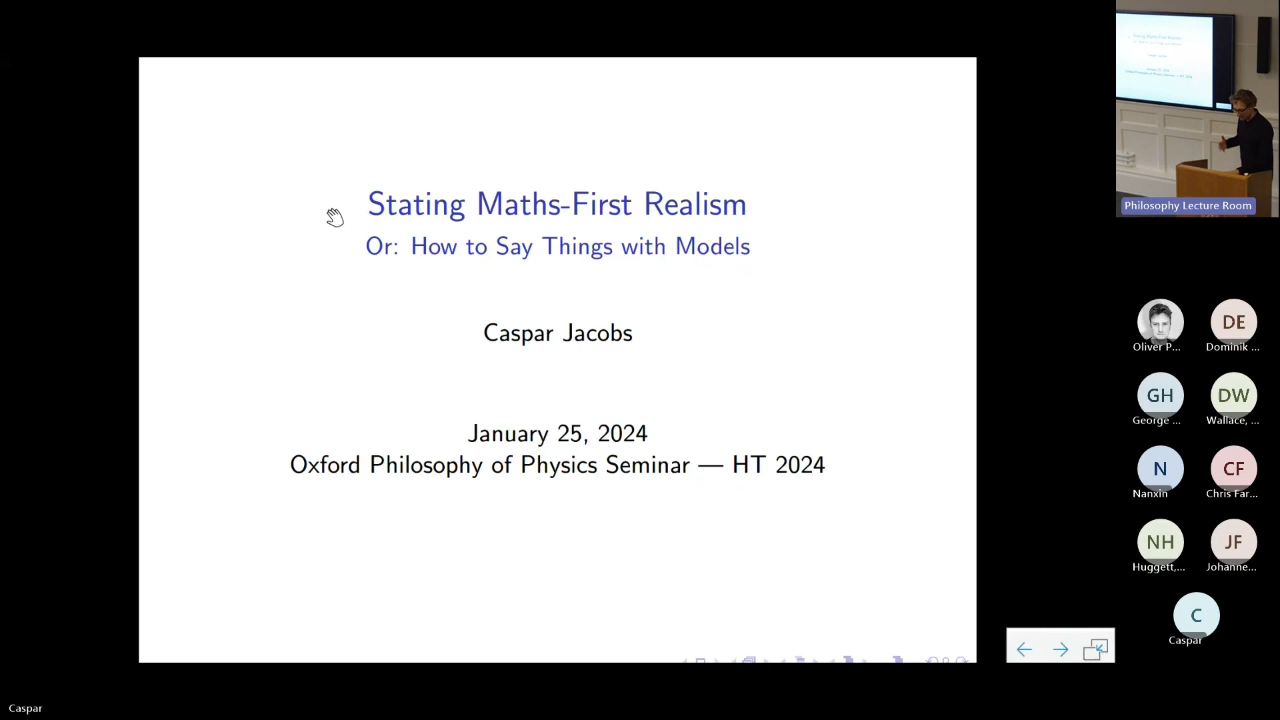 Stating Maths-First Realism
Or: How to Say Things with Models
Caspar Jacobs
January 25, 2024
Oxford Philosophy of Physics Seminar — HT 2024
Philosophy Lecture Room
Oliver P...
DE
Dominik ...
GH
George ...
DW
Wallace, ...
N
Nanxin
CF
Chris Far...
NH
Huggett,...
JF
Johanne...
C
Caspar
Caspar